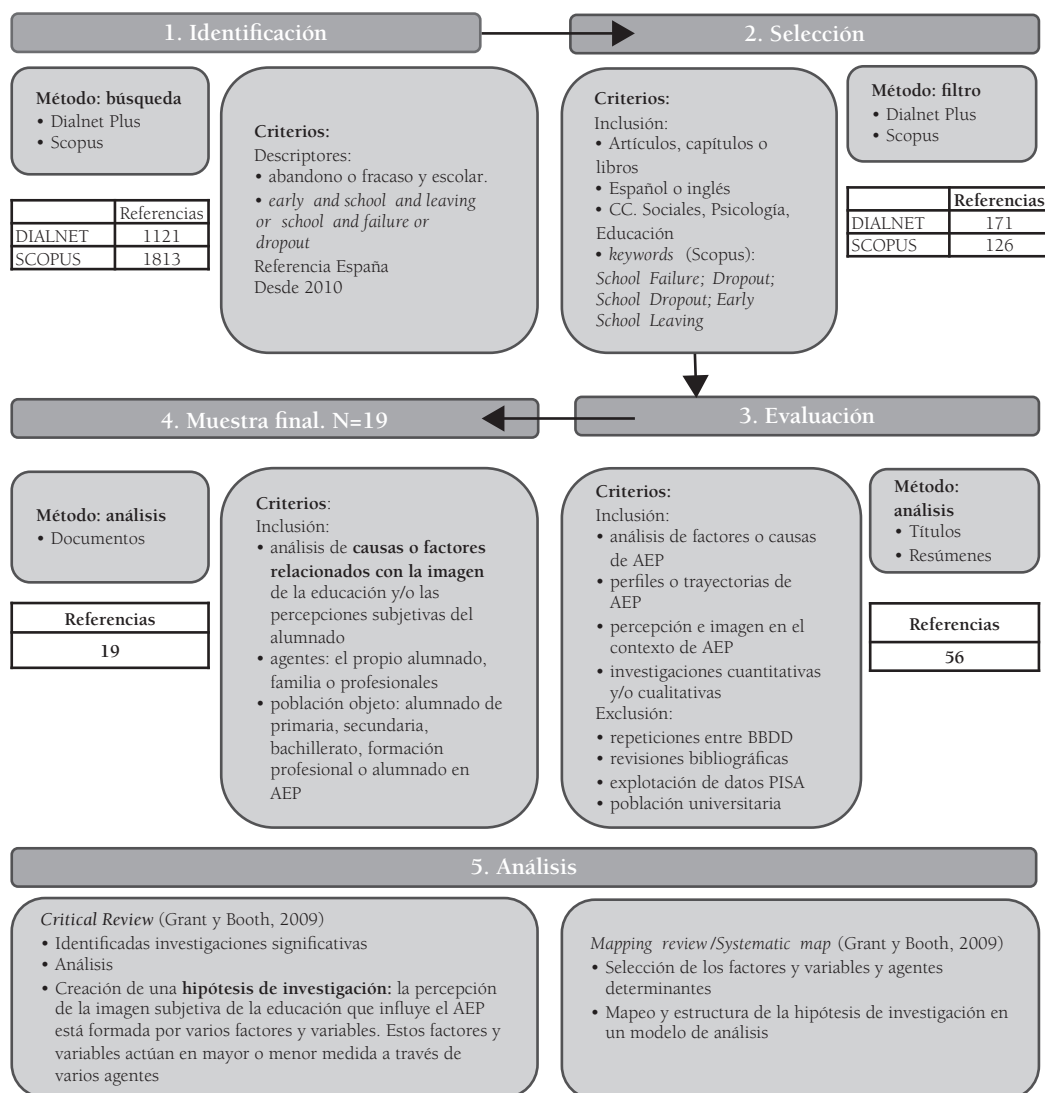 1. Identificación
2. Selección
Método: búsqueda
• Dialnet Plus
• Scopus
Referencias
DIALNET 1121
SCOPUS 1813
Criterios:
Descriptores:
• abandono o fracaso y escolar.
• early and school and leaving
or school and failure or
dropout
Referencia España
Desde 2010
Criterios:
Inclusión:
• Artículos, capítulos o
libros
• Español o inglés
• CC. Sociales, Psicología,
Educación
• keywords (Scopus):
School Failure; Dropout;
School Dropout; Early
School Leaving
Método: filtro
• Dialnet Plus
• Scopus
Referencias
DIALNET 171
SCOPUS 126
4. Muestra final. N=19
3. Evaluación
Método: análisis
• Documentos
Referencias
19
Criterios:
Inclusión:
• análisis de causas o factores
relacionados con la imagen
de la educación y/o las
percepciones subjetivas del
alumnado
• agentes: el propio alumnado,
familia o profesionales
• población objeto: alumnado de
primaria, secundaria,
bachillerato, formación
profesional o alumnado en
AEP
Criterios:
Inclusión:
• análisis de factores o causas
de AEP
• perfiles o trayectorias de
AEP
• percepción e imagen en el
contexto de AEP
• investigaciones cuantitativas
y/o cualitativas
Exclusión:
• repeticiones entre BBDD
• revisiones bibliográficas
• explotación de datos PISA
• población universitaria
Método:
análisis
• Títulos
• Resúmenes
Referencias
56
5. Análisis
Critical Review (Grant y Booth, 2009)
• Identificadas investigaciones significativas
• Análisis
• Creación de una hipótesis de investigación: la percepción
de la imagen subjetiva de la educación que influye el AEP
está formada por varios factores y variables. Estos factores y
variables actúan en mayor o menor medida a través de
varios agentes
Mapping review/Systematic map (Grant y Booth, 2009)
• Selección de los factores y variables y agentes
determinantes
• Mapeo y estructura de la hipótesis de investigación en
un modelo de análisis